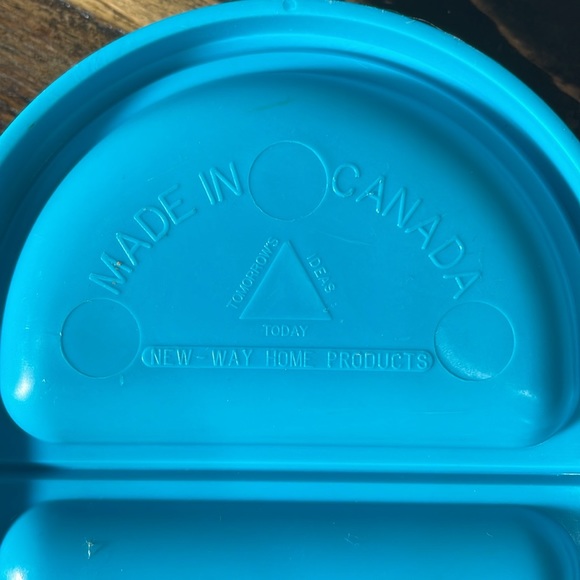 MADE IN CANADA
TOMORROWS
IDEAS
TODAY
NEW-WAY HOME PRODUCTS